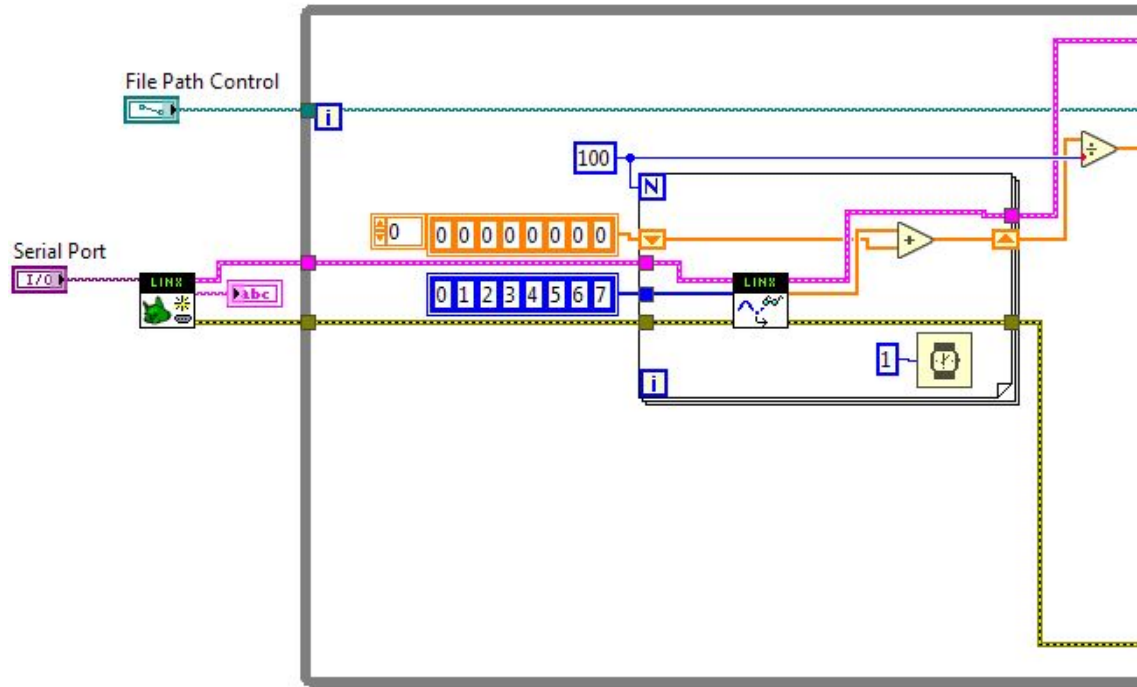 File Path Control
i
100
N
0
0 0 0 0 0 0 0 0
Serial Port
I/O
LINX
abc
0 1 2 3 4 5 6 7
LINX
1
i